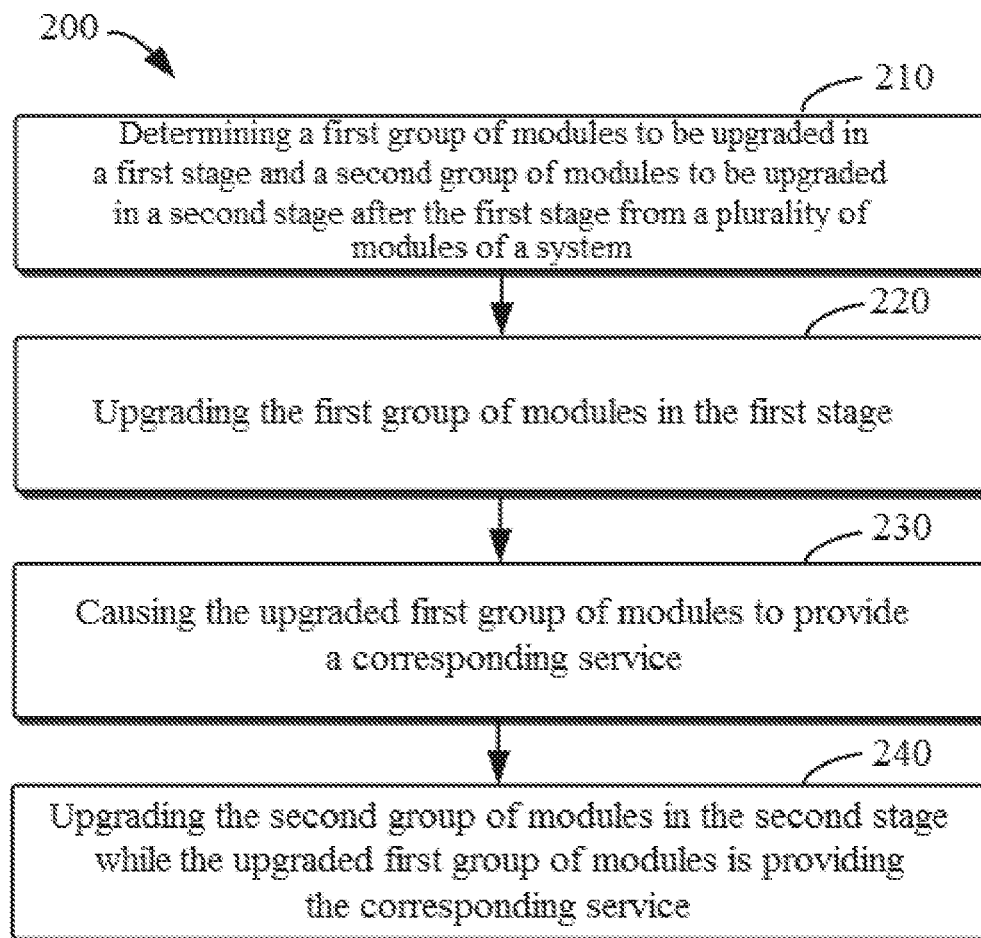 200
210
Determining a first group of modules to be upgraded in
a first stage and a second group of modules to be upgraded
in a second stage after the first stage from a plurality of
modules of a system
220
Upgrading the first group of modules in the first stage
230
Causing the upgraded first group of modules to provide
a corresponding service
240
Upgrading the second group of modules in the second stage
while the upgraded first group of modules is providing
the corresponding service